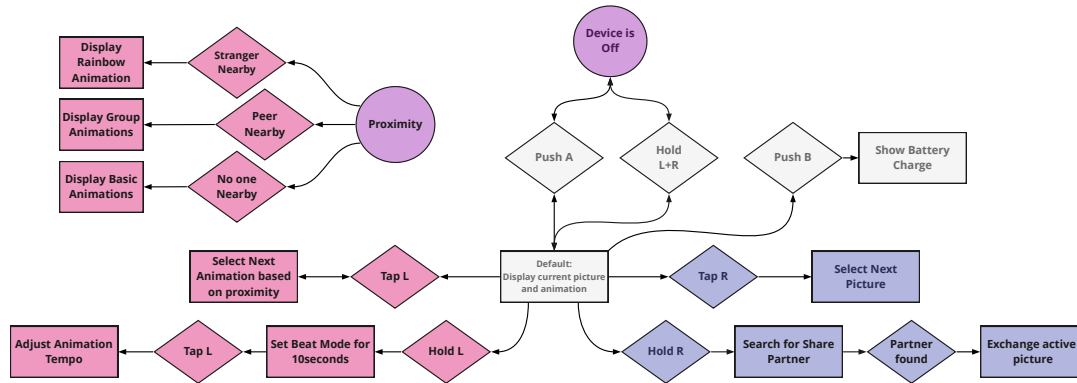 Device is
Off
Display
Rainbow
Animation
Stranger
Nearby
Display Group
Animations
Peer
Nearby
Proximity
Display Basic
Animations
No one
Nearby
Push A
Hold
L+R
Push B
Show Battery
Charge
Select Next
Animation based
on proximity
Tap L
Default:
Display current picture
and animation
Tap R
Select Next
Picture
Adjust Animation
Tempo
Tap L
Set Beat Mode for
10seconds
Hold L
Hold R
Search for Share
Partner
Partner
found
Exchange active
picture